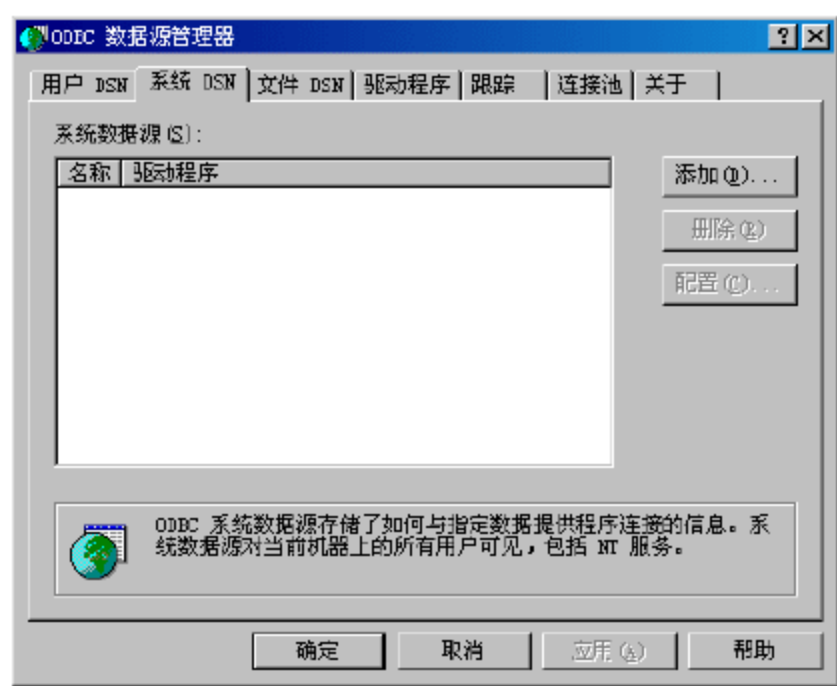 ODBC 数据源管理器
用户 DSN 系统 DSN 文件 DSN 驱动程序 跟踪 连接池 关于
系统数据源(S):
名称 驱动程序
添加(D)...
删除(R)
配置(C)...
ODBC 系统数据源存储了如何与指定数据提供程序连接的信息。系
统数据源对当前机器上的所有用户可见，包括 NT 服务。
确定 取消 应用(A) 帮助